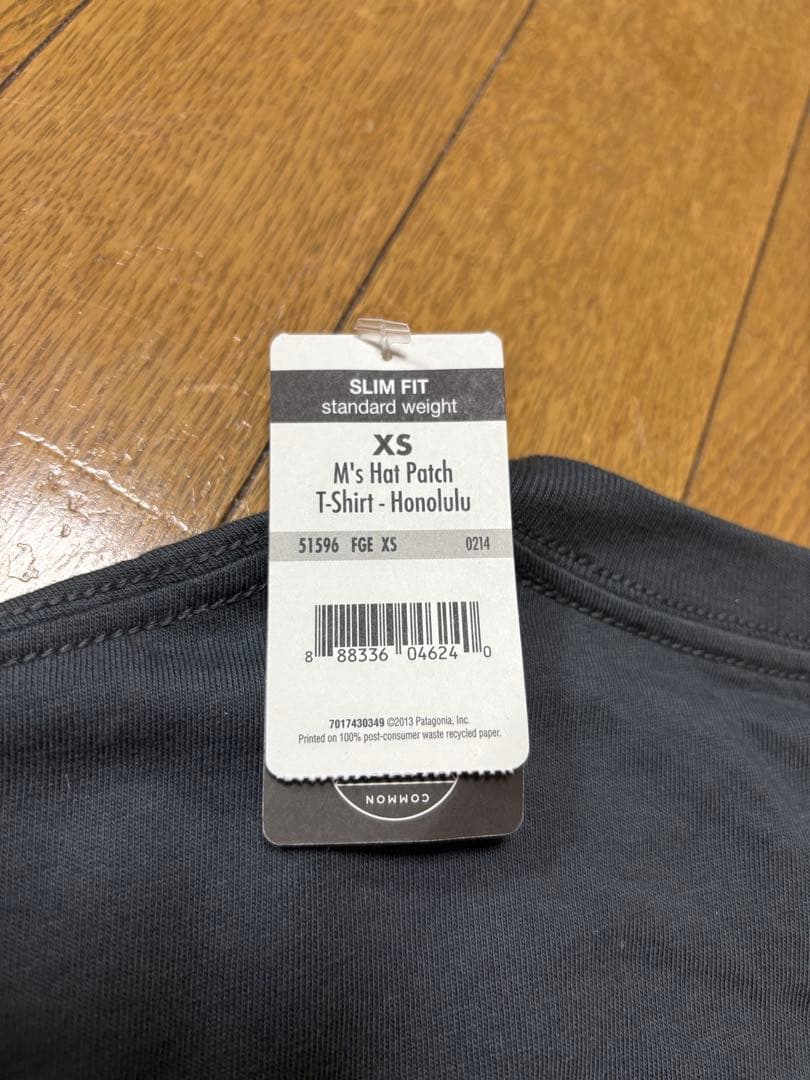 SLIM FIT
standard weight
XS
M's Hat Patch
T-Shirt - Honolulu
51596 FGE XS 0214
8 88336 04624 0
7017430349 ©2013 Patagonia, Inc.
Printed on 100% post-consumer waste recycled paper.
COMMON